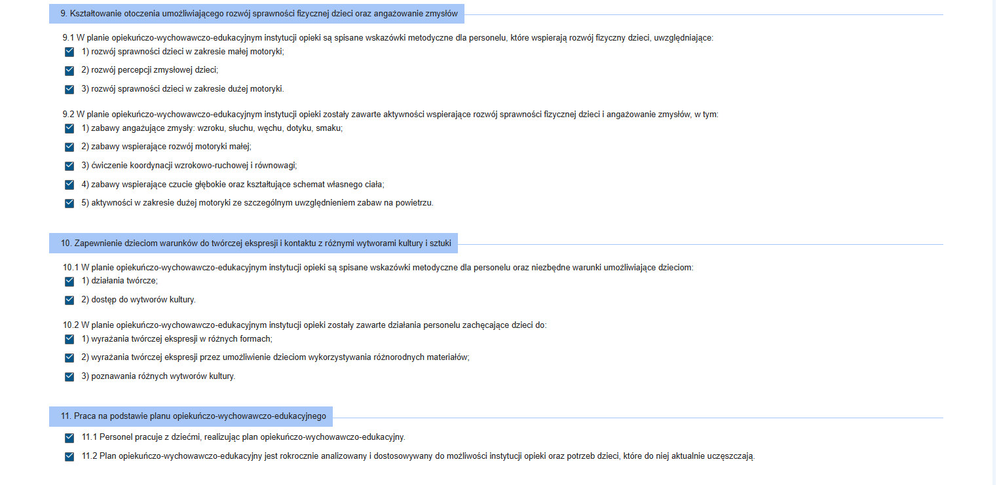 9. Kształtowanie otoczenia umożliwiającego rozwój sprawności fizycznej dzieci oraz angażowanie zmysłów
9.1 W planie opiekuńczo-wychowawczo-edukacyjnym instytucji opieki są spisane wskazówki metodyczne dla personelu, które wspierają rozwój fizyczny dzieci, uwzględniające:
1) rozwój sprawności dzieci w zakresie małej motoryki;
2) rozwój percepcji zmysłowej dzieci;
3) rozwój sprawności dzieci w zakresie dużej motoryki.
9.2 W planie opiekuńczo-wychowawczo-edukacyjnym instytucji opieki zostały zawarte aktywności wspierające rozwój sprawności fizycznej dzieci i angażowanie zmysłów, w tym:
1) zabawy angażujące zmysły: wzroku, słuchu, węchu, dotyku, smaku;
2) zabawy wspierające rozwój motoryki małej;
3) ćwiczenie koordynacji wzrokowo-ruchowej i równowagi;
4) zabawy wspierające czucie głębokie oraz kształtujące schemat własnego ciała;
5) aktywności w zakresie dużej motoryki ze szczególnym uwzględnieniem zabaw na powietrzu.
10. Zapewnienie dzieciom warunków do twórczej ekspresji i kontaktu z różnymi wytworami kultury i sztuki
10.1 W planie opiekuńczo-wychowawczo-edukacyjnym instytucji opieki są spisane wskazówki metodyczne dla personelu oraz niezbędne warunki umożliwiające dzieciom:
1) działania twórcze;
2) dostęp do wytworów kultury.
10.2 W planie opiekuńczo-wychowawczo-edukacyjnym instytucji opieki zostały zawarte działania personelu zachęcające dzieci do:
1) wyrażania twórczej ekspresji w różnych formach;
2) wyrażania twórczej ekspresji przez umożliwienie dzieciom wykorzystywania różnorodnych materiałów;
3) poznawania różnych wytworów kultury.
11. Praca na podstawie planu opiekuńczo-wychowawczo-edukacyjnego
11.1 Personel pracuje z dziećmi, realizując plan opiekuńczo-wychowawczo-edukacyjny.
11.2 Plan opiekuńczo-wychowawczo-edukacyjny jest rokrocznie analizowany i dostosowywany do możliwości instytucji opieki oraz potrzeb dzieci, które do niej aktualnie uczęszczają.